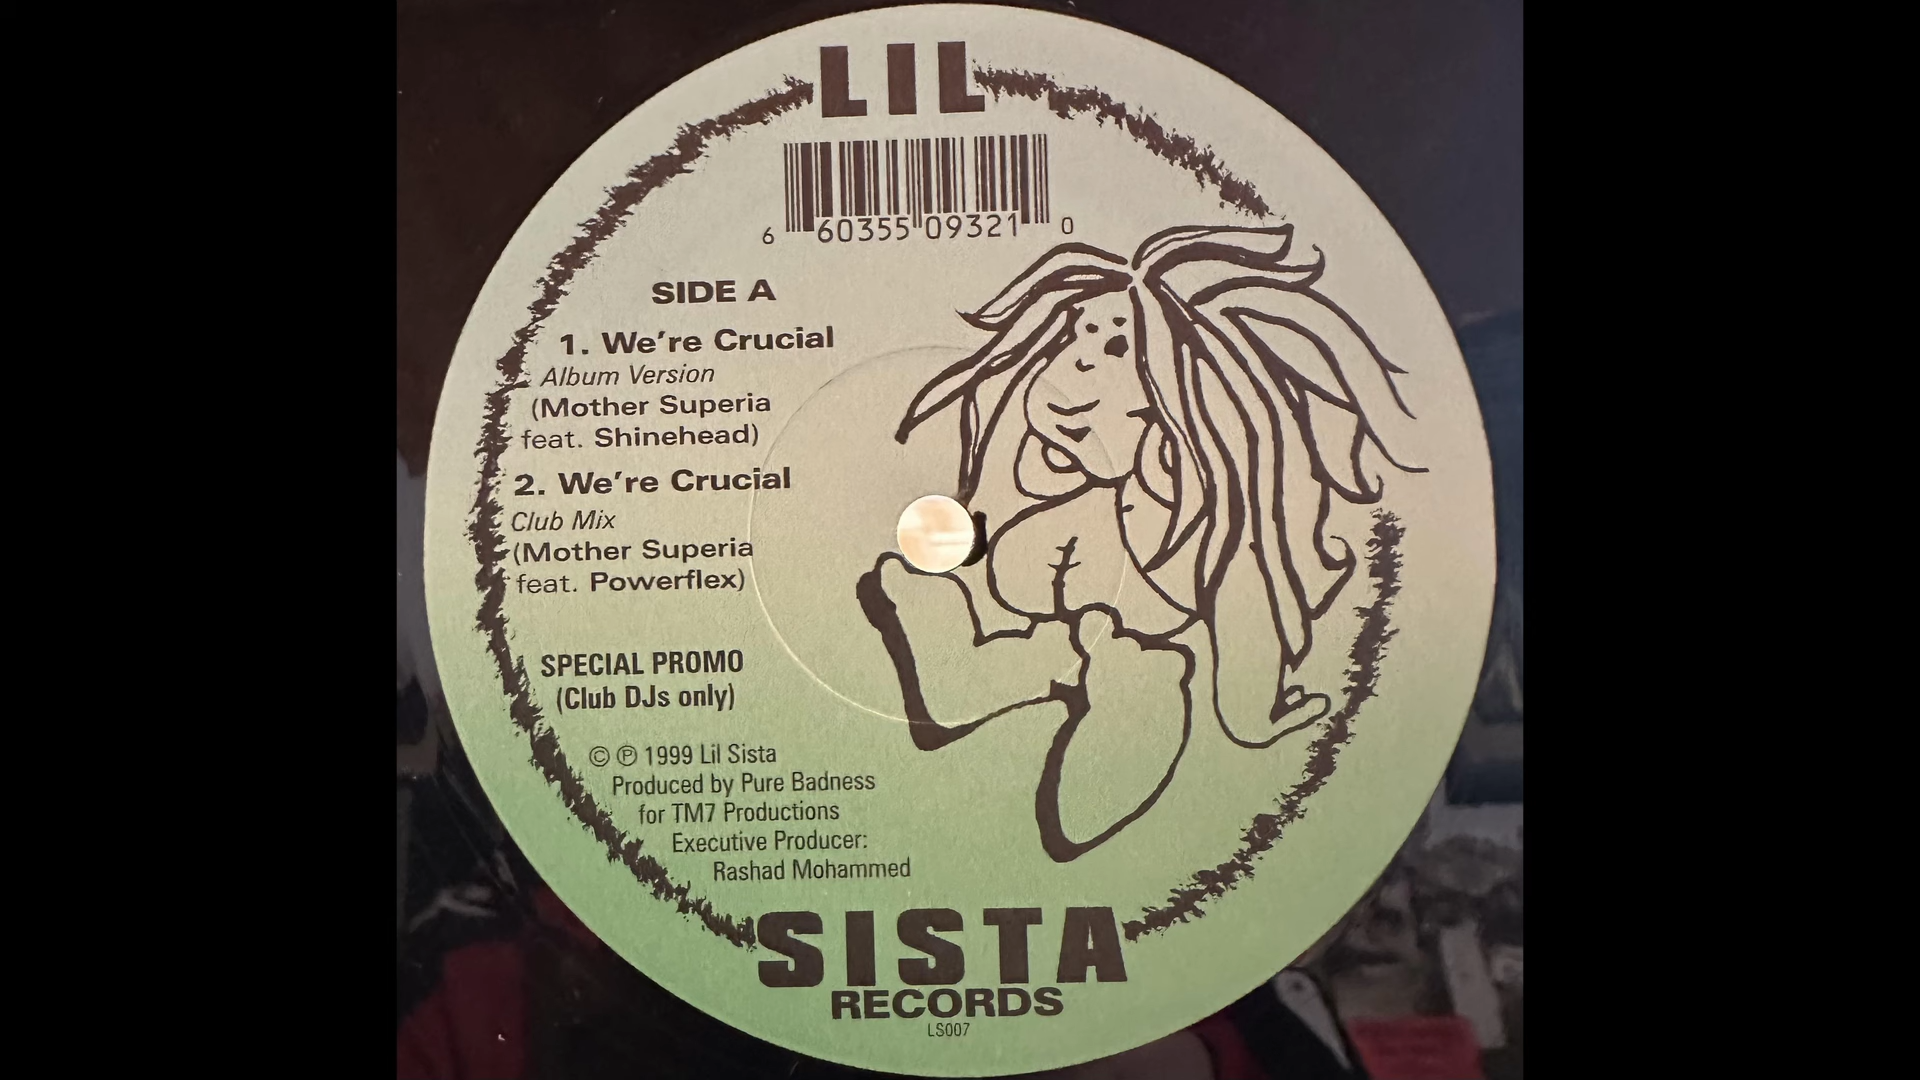 LIL
6 60355 09321 0
SIDE A
1. We're Crucial
Album Version
(Mother Superia
feat. Shinehead)
2. We're Crucial
Club Mix
(Mother Superia
feat. Powerflex)
SPECIAL PROMO
(Club DJs only)
© ℗ 1999 Lil Sista
Produced by Pure Badness
for TM7 Productions
Executive Producer:
Rashad Mohammed
SISTA
RECORDS
LS007